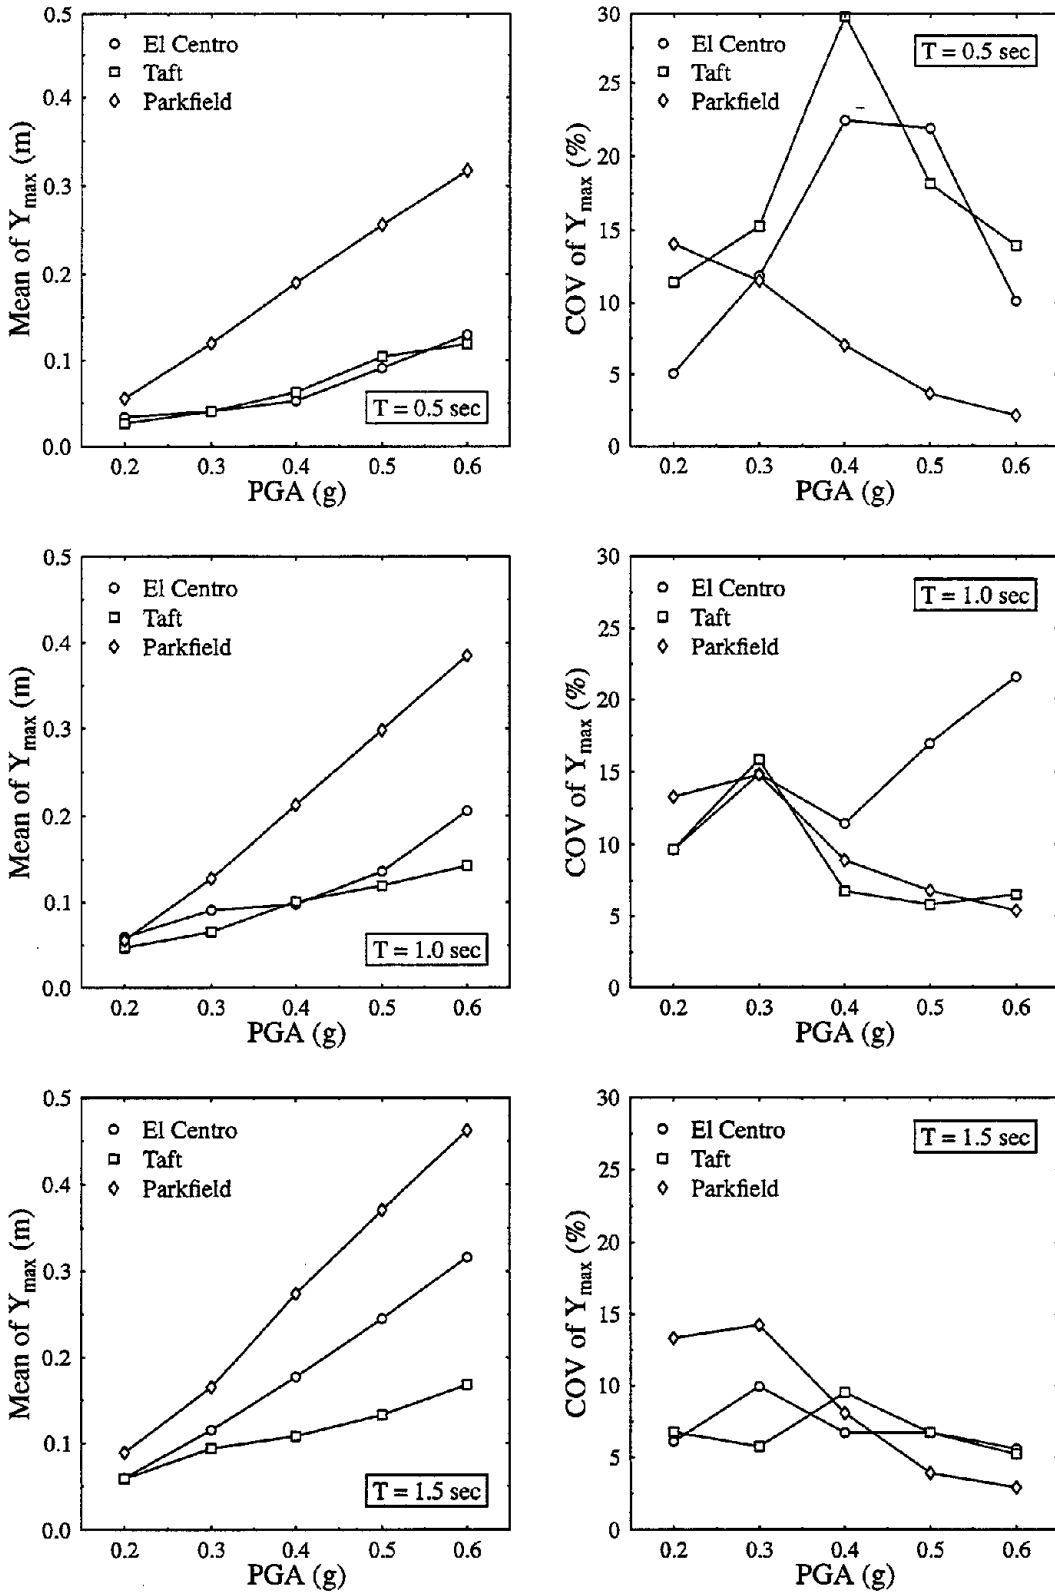 0.5
0.4
0.3
0.2
0.1
0.0
Mean of Y_max (m)
El Centro
Taft
Parkfield
T = 0.5 sec
0.2 0.3 0.4 0.5 0.6
PGA (g)
30
25
20
15
10
5
0
COV of Y_max (%)
El Centro
Taft
Parkfield
T = 0.5 sec
0.2 0.3 0.4 0.5 0.6
PGA (g)
0.5
0.4
0.3
0.2
0.1
0.0
Mean of Y_max (m)
El Centro
Taft
Parkfield
T = 1.0 sec
0.2 0.3 0.4 0.5 0.6
PGA (g)
30
25
20
15
10
5
0
COV of Y_max (%)
El Centro
Taft
Parkfield
T = 1.0 sec
0.2 0.3 0.4 0.5 0.6
PGA (g)
0.5
0.4
0.3
0.2
0.1
0.0
Mean of Y_max (m)
El Centro
Taft
Parkfield
T = 1.5 sec
0.2 0.3 0.4 0.5 0.6
PGA (g)
30
25
20
15
10
5
0
COV of Y_max (%)
El Centro
Taft
Parkfield
T = 1.5 sec
0.2 0.3 0.4 0.5 0.6
PGA (g)